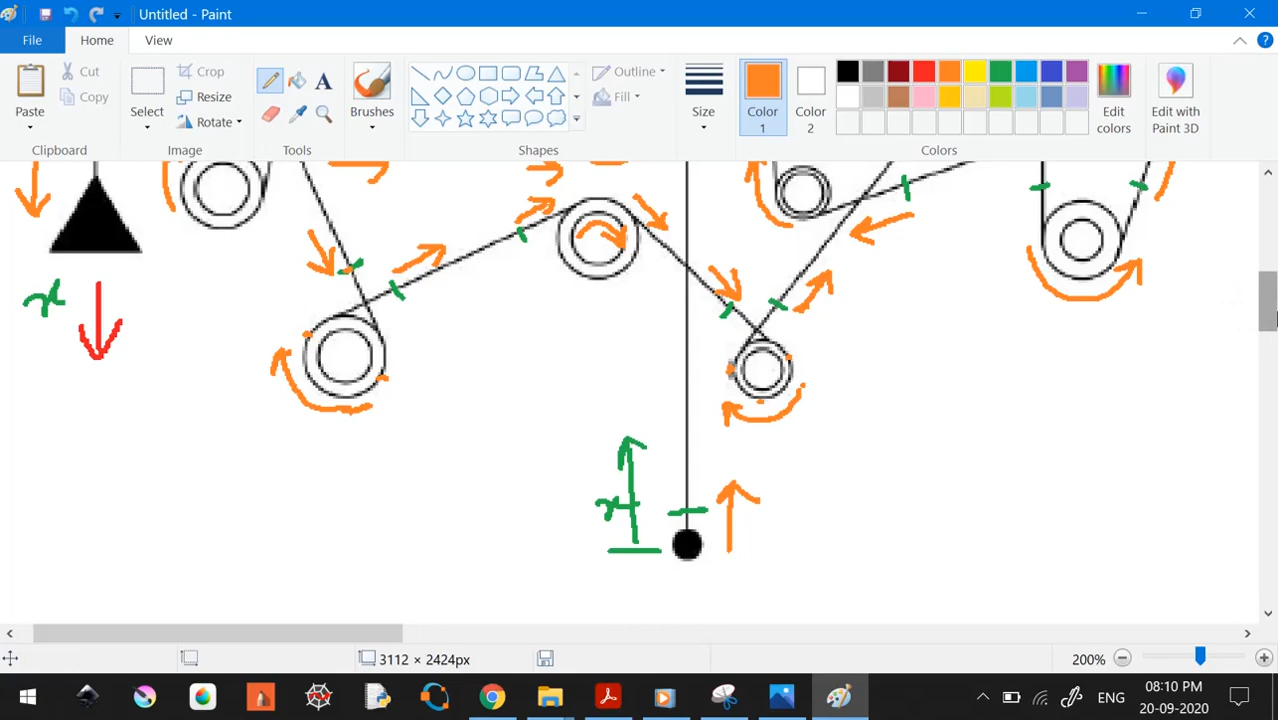 Untitled - Paint
File Home View
Paste
Cut
Copy
Clipboard
Select
Crop
Resize
Rotate
Image
A
Tools
Brushes
Outline
Fill
Shapes
Size
Color 1
Color 2
Edit colors
Colors
Edit with Paint 3D
x
x
3112 × 2424px
200%
ENG
08:10 PM
20-09-2020